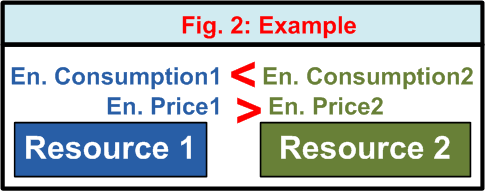 Fig. 2: Example
En. Consumption1 < En. Consumption2
En. Price1 > En. Price2
Resource 1 Resource 2